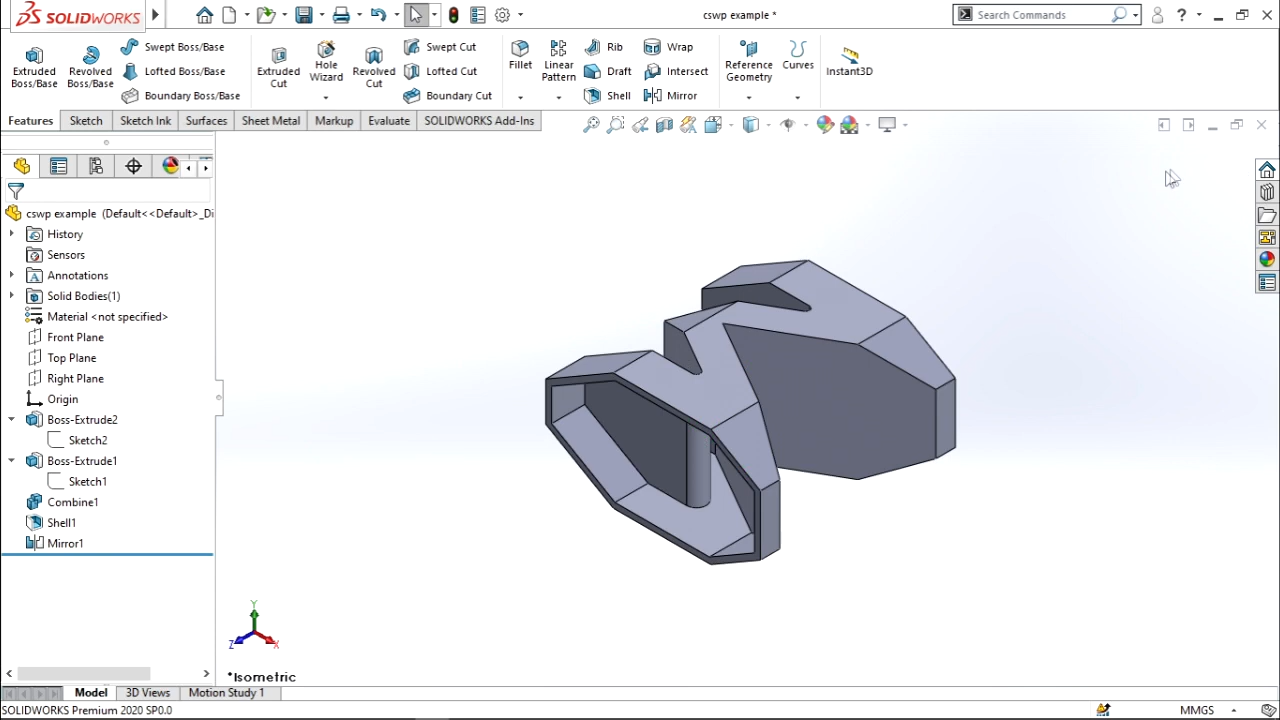 SOLIDWORKS
cswp example *
Search Commands
Extruded Boss/Base
Revolved Boss/Base
Swept Boss/Base
Lofted Boss/Base
Boundary Boss/Base
Extruded Cut
Hole Wizard
Revolved Cut
Swept Cut
Lofted Cut
Boundary Cut
Fillet
Linear Pattern
Rib
Draft
Shell
Wrap
Intersect
Mirror
Reference Geometry
Curves
Instant3D
Features Sketch Sketch Ink Surfaces Sheet Metal Markup Evaluate SOLIDWORKS Add-Ins
cswp example (Default<<Default>_Di
History
Sensors
Annotations
Solid Bodies(1)
Material <not specified>
Front Plane
Top Plane
Right Plane
Origin
Boss-Extrude2
Sketch2
Boss-Extrude1
Sketch1
Combine1
Shell1
Mirror1
Y
Z X
*Isometric
Model 3D Views Motion Study 1
SOLIDWORKS Premium 2020 SP0.0 MMGS